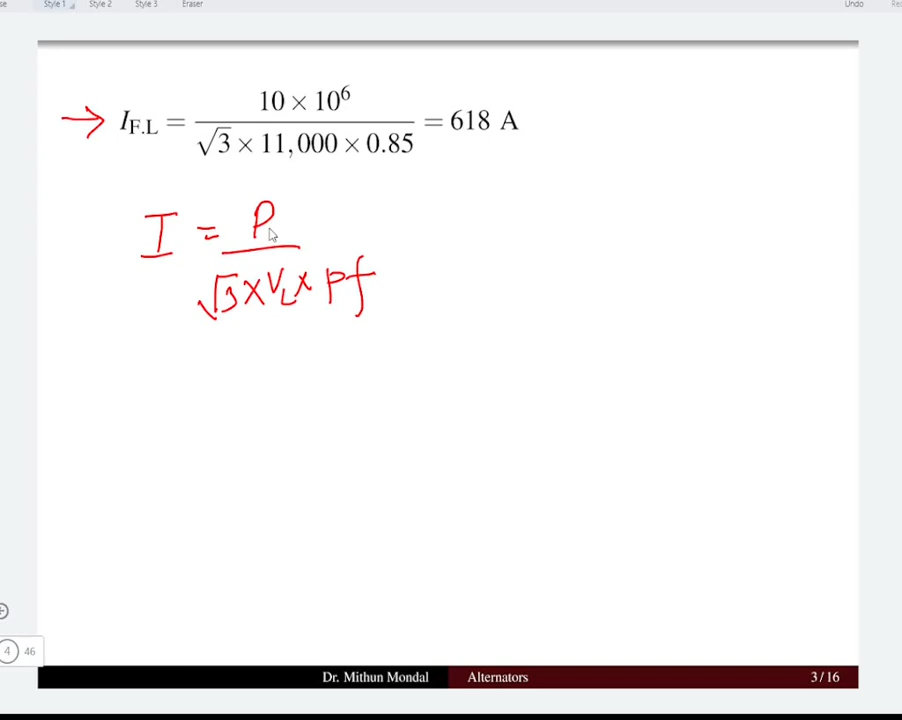 Style 1 Style 2 Style 3 Eraser Undo
I_F.L = 10 × 10^6 / √3 × 11,000 × 0.85 = 618 A
I = P / √3 × V_L × Pf
4 46
Dr. Mithun Mondal Alternators 3 / 16